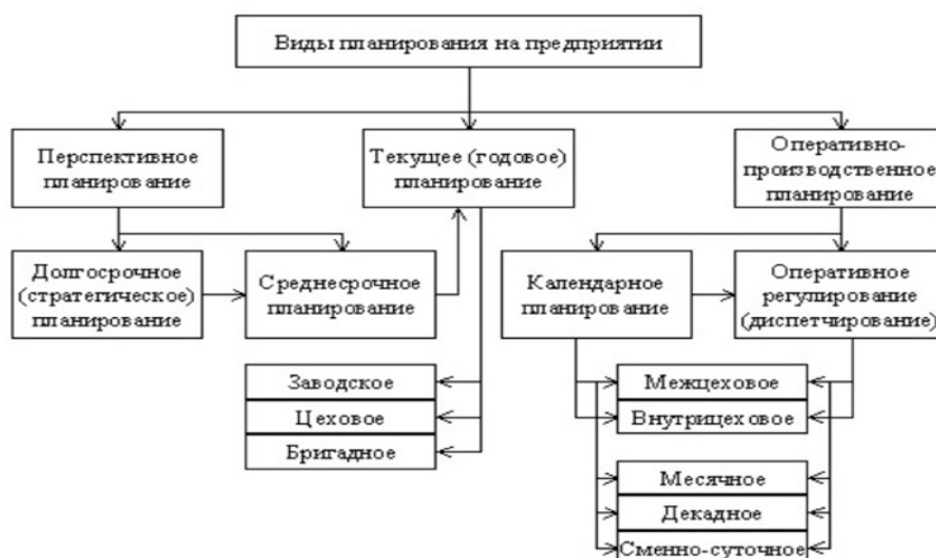 Виды планирования на предприятии
Перспективное
планирование
Текущее (годовое)
планирование
Оперативно-
производственное
планирование
Долгосрочное
(стратегическое)
планирование
Среднесрочное
планирование
Календарное
планирование
Оперативное
регулирование
(диспетчирование)
Заводское
Цеховое
Бригадное
Межцеховое
Внутрицеховое
Месячное
Декадное
Сменно-суточное